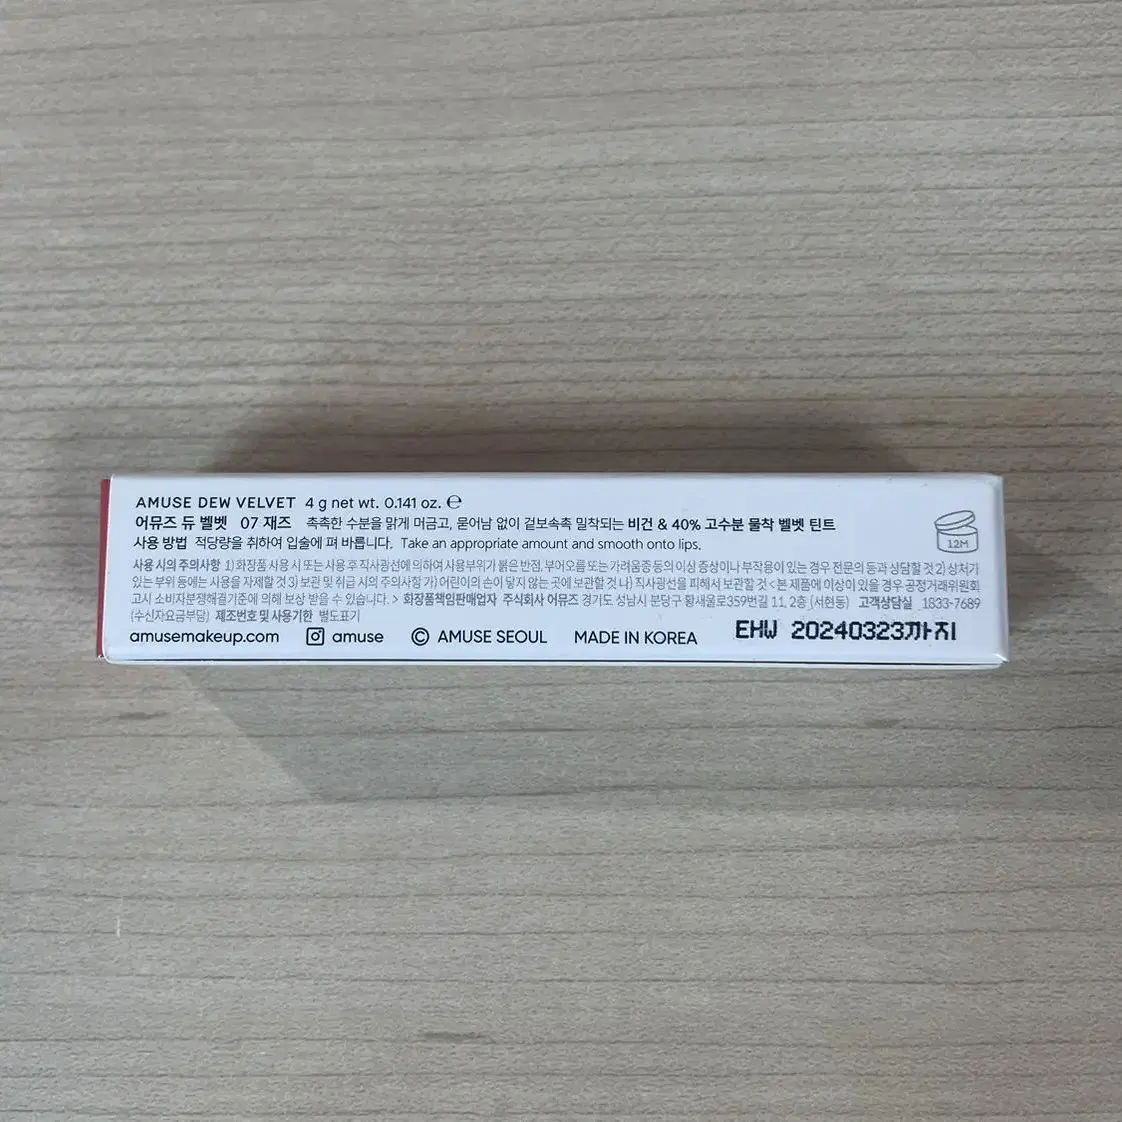 AMUSE DEW VELVET 4 g net wt. 0.141 oz. ℮
어뮤즈 듀 벨벳 07 재즈 촉촉한 수분을 맑게 머금고, 묻어남 없이 겉보속촉 밀착되는 비건 & 40% 고수분 물착 벨벳 틴트
사용 방법 적당량을 취하여 입술에 펴 바릅니다. Take an appropriate amount and smooth onto lips.
12M
사용 시의 주의사항 1) 화장품 사용 시 또는 사용 후 직사광선에 의하여 사용부위가 붉은 반점, 부어오름 또는 가려움증 등의 이상 증상이나 부작용이 있는 경우 전문의 등과 상담할 것 2) 상처가
있는 부위 등에는 사용을 자제할 것 3) 보관 및 취급 시의 주의사항 가) 어린이의 손이 닿지 않는 곳에 보관할 것 나) 직사광선을 피해서 보관할 것 <본 제품에 이상이 있을 경우 공정거래위원회
고시 소비자분쟁해결기준에 의해 보상 받을 수 있습니다.> 화장품책임판매업자 주식회사 어뮤즈 경기도 성남시 분당구 황새울로359번길 11, 2층 (서현동) 고객상담실 1833-7689
(수신자요금부담) 제조번호 및 사용기한 별도표기
amusemakeup.com amuse © AMUSE SEOUL MADE IN KOREA EHW 20240323까지